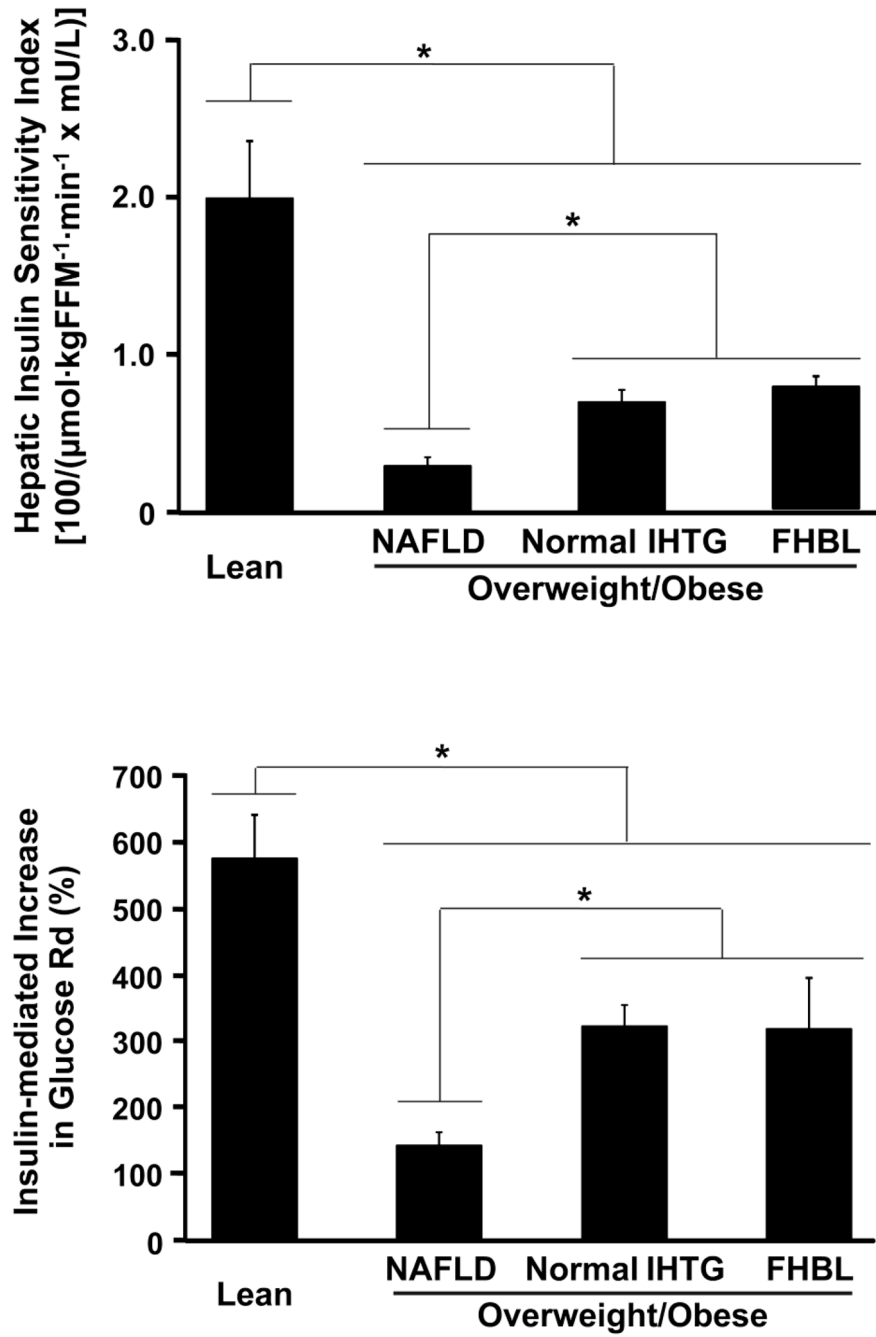 Hepatic Insulin Sensitivity Index
[100/(µmol·kgFFM⁻¹·min⁻¹ x mU/L)]
3.0
2.0
1.0
0
*
*
Lean
NAFLD Normal IHTG FHBL
Overweight/Obese
Insulin-mediated Increase
in Glucose Rd (%)
700
600
500
400
300
200
100
0
*
*
Lean
NAFLD Normal IHTG FHBL
Overweight/Obese